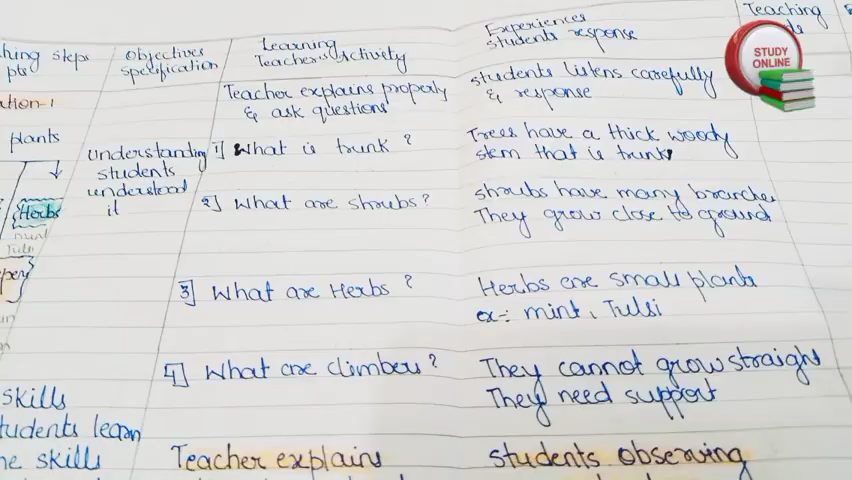 ching steps
pts
Objectives
specification
Learning
Teacher's Activity
Experiences
students response
Teaching
STUDY
ONLINE
ation-1
Teacher explains properly
& ask questions
students listens carefully
& response
plants
understanding
students
understood
it
1] What is trunk ?
Trees have a thick woody
stem that is trunk
Herbs
2] What are shrubs?
shrubs have many branches
They grow close to ground
3] What are Herbs ?
Herbs are small plants
ex-: mint, Tulsi
4] What are climbers?
They cannot grow straight
They need support
skills
tudents learn
he skills
Teacher explains
students observing